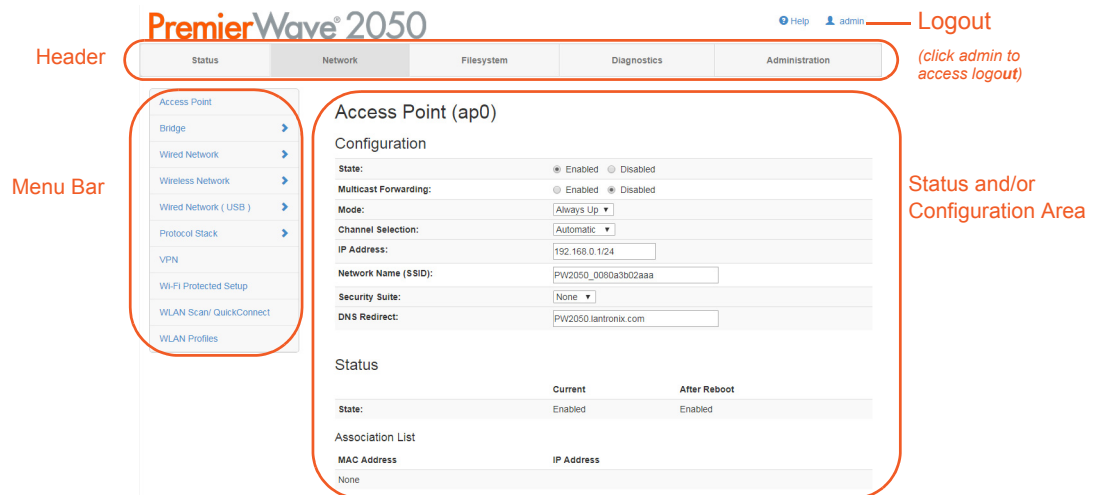 PremierWave® 2050
Help admin
Logout
(click admin to
access logout)
Header
Status Network Filesystem Diagnostics Administration
Menu Bar
Access Point
Bridge
Wired Network
Wireless Network
Wired Network ( USB )
Protocol Stack
VPN
Wi-Fi Protected Setup
WLAN Scan/ QuickConnect
WLAN Profiles
Access Point (ap0)
Configuration
State: Enabled Disabled
Multicast Forwarding: Enabled Disabled
Mode: Always Up
Channel Selection: Automatic
IP Address: 192.168.0.1/24
Network Name (SSID): PW2050_0080a3b02aaa
Security Suite: None
DNS Redirect: PW2050.lantronix.com
Status
Current After Reboot
State: Enabled Enabled
Association List
MAC Address IP Address
None
Status and/or
Configuration Area